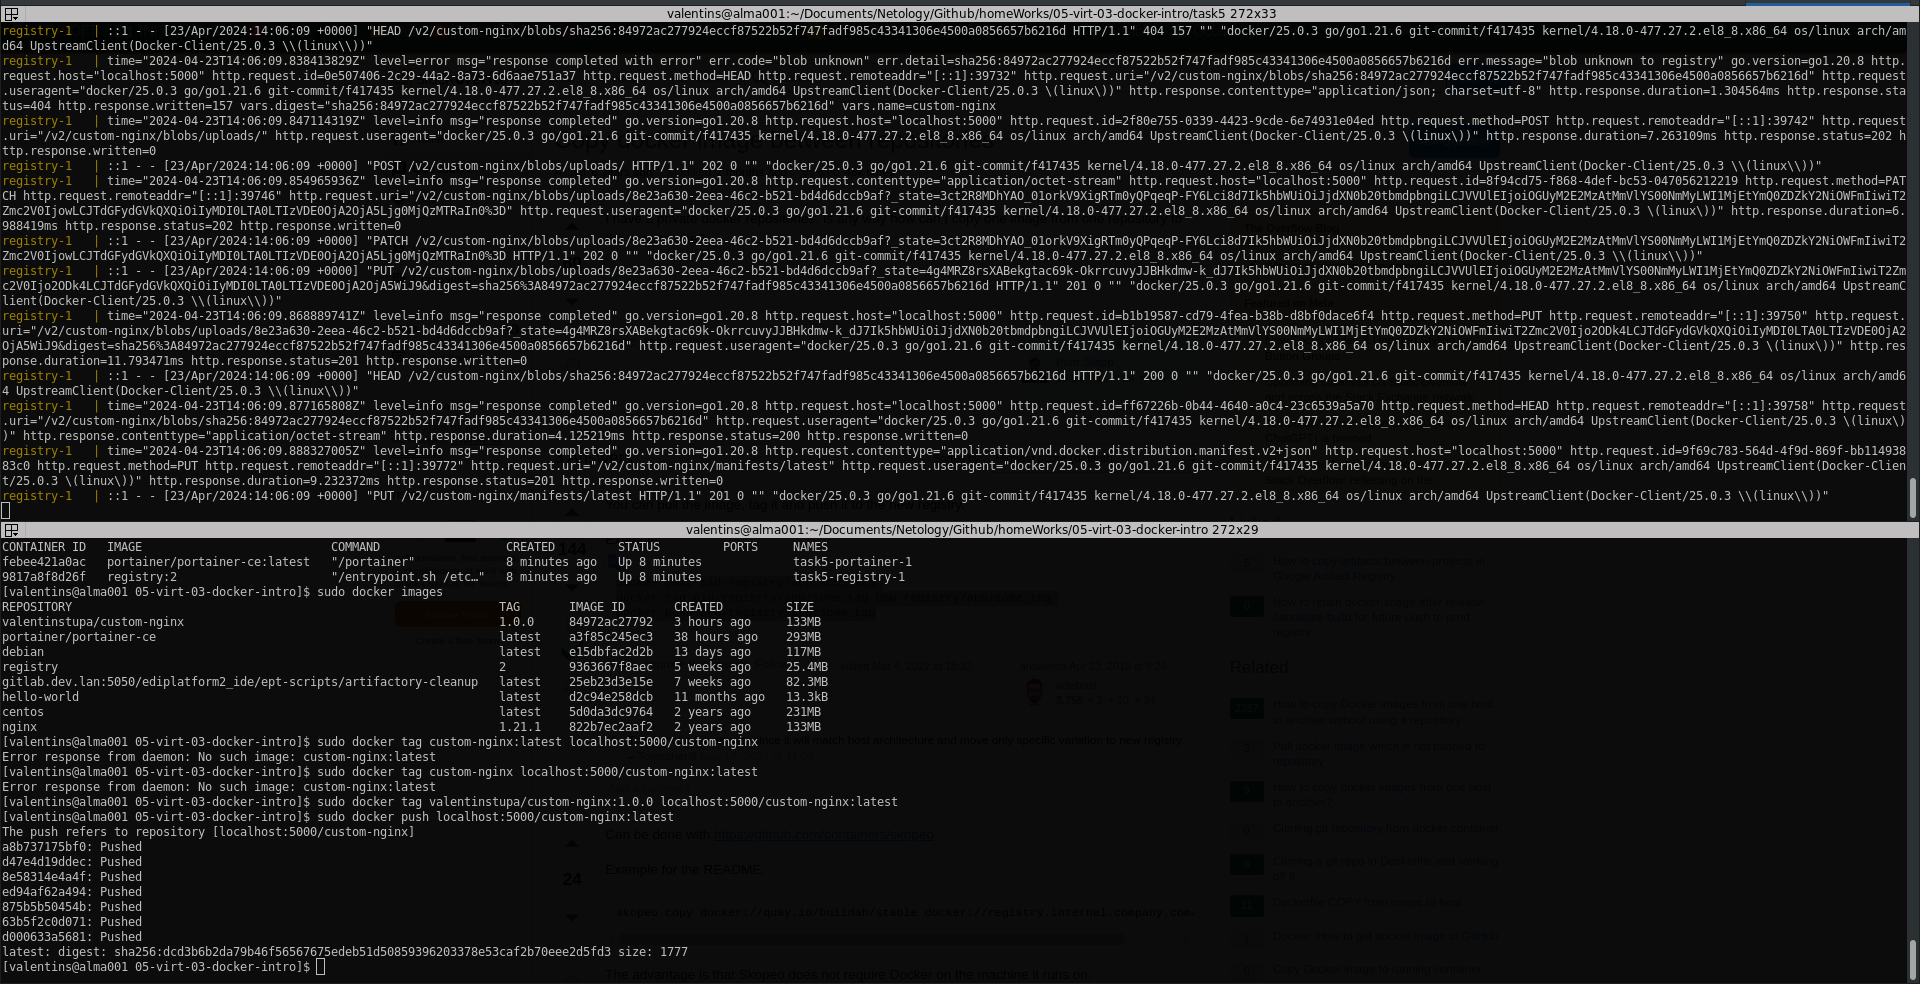 valentins@alma001:~/Documents/Netology/Github/homeWorks/05-virt-03-docker-intro/task5 272x33
registry-1   | ::1 - - [23/Apr/2024:14:06:09 +0000] "HEAD /v2/custom-nginx/blobs/sha256:84972ac277924eccf87522b52f747fadf985c43341306e4500a0856657b6216d HTTP/1.1" 404 157 "" "docker/25.0.3 go/go1.21.6 git-commit/f417435 kernel/4.18.0-477.27.2.el8_8.x86_64 os/linux arch/am
d64 UpstreamClient(Docker-Client/25.0.3 \\(linux\\))"
registry-1   | time="2024-04-23T14:06:09.838413829Z" level=error msg="response completed with error" err.code="blob unknown" err.detail=sha256:84972ac277924eccf87522b52f747fadf985c43341306e4500a0856657b6216d err.message="blob unknown to registry" go.version=go1.20.8 http.
request.host="localhost:5000" http.request.id=0e507406-2c29-44a2-8a73-6d6aae751a37 http.request.method=HEAD http.request.remoteaddr="[::1]:39732" http.request.uri="/v2/custom-nginx/blobs/sha256:84972ac277924eccf87522b52f747fadf985c43341306e4500a0856657b6216d" http.request
.useragent="docker/25.0.3 go/go1.21.6 git-commit/f417435 kernel/4.18.0-477.27.2.el8_8.x86_64 os/linux arch/amd64 UpstreamClient(Docker-Client/25.0.3 \(linux\))" http.response.contenttype="application/json; charset=utf-8" http.response.duration=1.304564ms http.response.sta
tus=404 http.response.written=157 vars.digest="sha256:84972ac277924eccf87522b52f747fadf985c43341306e4500a0856657b6216d" vars.name=custom-nginx
registry-1   | time="2024-04-23T14:06:09.847114319Z" level=info msg="response completed" go.version=go1.20.8 http.request.host="localhost:5000" http.request.id=2f80e755-0339-4423-9cde-6e74931e04ed http.request.method=POST http.request.remoteaddr="[::1]:39742" http.request
.uri="/v2/custom-nginx/blobs/uploads/" http.request.useragent="docker/25.0.3 go/go1.21.6 git-commit/f417435 kernel/4.18.0-477.27.2.el8_8.x86_64 os/linux arch/amd64 UpstreamClient(Docker-Client/25.0.3 \(linux\))" http.response.duration=7.263109ms http.response.status=202 h
ttp.response.written=0
registry-1   | ::1 - - [23/Apr/2024:14:06:09 +0000] "POST /v2/custom-nginx/blobs/uploads/ HTTP/1.1" 202 0 "" "docker/25.0.3 go/go1.21.6 git-commit/f417435 kernel/4.18.0-477.27.2.el8_8.x86_64 os/linux arch/amd64 UpstreamClient(Docker-Client/25.0.3 \\(linux\\))"
registry-1   | time="2024-04-23T14:06:09.854965936Z" level=info msg="response completed" go.version=go1.20.8 http.request.contenttype="application/octet-stream" http.request.host="localhost:5000" http.request.id=8f94cd75-f868-4def-bc53-047056212219 http.request.method=PAT
CH http.request.remoteaddr="[::1]:39746" http.request.uri="/v2/custom-nginx/blobs/uploads/8e23a630-2eea-46c2-b521-bd4d6dccb9af?_state=3ct2R8MDhYAO_01orkV9XigRTm0yQPqeqP-FY6Lci8d7Ik5hbWUiOiJjdXN0b20tbmdpbngiLCJVVUlEIjoiOGUyM2E2MzAtMmVlYS00NmMyLWI1MjEtYmQ0ZDZkY2NiOWFmIiwiT2
Zmc2V0IjowLCJTdGFydGVkQXQiOiIyMDI0LTA0LTIzVDE0OjA2OjA5Ljg0MjQzMTRaIn0%3D" http.request.useragent="docker/25.0.3 go/go1.21.6 git-commit/f417435 kernel/4.18.0-477.27.2.el8_8.x86_64 os/linux arch/amd64 UpstreamClient(Docker-Client/25.0.3 \(linux\))" http.response.duration=6.
988419ms http.response.status=202 http.response.written=0
registry-1   | ::1 - - [23/Apr/2024:14:06:09 +0000] "PATCH /v2/custom-nginx/blobs/uploads/8e23a630-2eea-46c2-b521-bd4d6dccb9af?_state=3ct2R8MDhYAO_01orkV9XigRTm0yQPqeqP-FY6Lci8d7Ik5hbWUiOiJjdXN0b20tbmdpbngiLCJVVUlEIjoiOGUyM2E2MzAtMmVlYS00NmMyLWI1MjEtYmQ0ZDZkY2NiOWFmIiwiT2
Zmc2V0IjowLCJTdGFydGVkQXQiOiIyMDI0LTA0LTIzVDE0OjA2OjA5Ljg0MjQzMTRaIn0%3D HTTP/1.1" 202 0 "" "docker/25.0.3 go/go1.21.6 git-commit/f417435 kernel/4.18.0-477.27.2.el8_8.x86_64 os/linux arch/amd64 UpstreamClient(Docker-Client/25.0.3 \\(linux\\))"
registry-1   | ::1 - - [23/Apr/2024:14:06:09 +0000] "PUT /v2/custom-nginx/blobs/uploads/8e23a630-2eea-46c2-b521-bd4d6dccb9af?_state=4g4MRZ8rsXABekgtac69k-OkrrcuvyJJBHkdmw-k_dJ7Ik5hbWUiOiJjdXN0b20tbmdpbngiLCJVVUlEIjoiOGUyM2E2MzAtMmVlYS00NmMyLWI1MjEtYmQ0ZDZkY2NiOWFmIiwiT2Zm
c2V0Ijo2ODk4LCJTdGFydGVkQXQiOiIyMDI0LTA0LTIzVDE0OjA2OjA5WiJ9&digest=sha256%3A84972ac277924eccf87522b52f747fadf985c43341306e4500a0856657b6216d HTTP/1.1" 201 0 "" "docker/25.0.3 go/go1.21.6 git-commit/f417435 kernel/4.18.0-477.27.2.el8_8.x86_64 os/linux arch/amd64 UpstreamC
lient(Docker-Client/25.0.3 \\(linux\\))"
registry-1   | time="2024-04-23T14:06:09.868889741Z" level=info msg="response completed" go.version=go1.20.8 http.request.host="localhost:5000" http.request.id=b1b19587-cd79-4fea-b38b-d8bf0dace6f4 http.request.method=PUT http.request.remoteaddr="[::1]:39750" http.request.
uri="/v2/custom-nginx/blobs/uploads/8e23a630-2eea-46c2-b521-bd4d6dccb9af?_state=4g4MRZ8rsXABekgtac69k-OkrrcuvyJJBHkdmw-k_dJ7Ik5hbWUiOiJjdXN0b20tbmdpbngiLCJVVUlEIjoiOGUyM2E2MzAtMmVlYS00NmMyLWI1MjEtYmQ0ZDZkY2NiOWFmIiwiT2Zmc2V0Ijo2ODk4LCJTdGFydGVkQXQiOiIyMDI0LTA0LTIzVDE0OjA2
OjA5WiJ9&digest=sha256%3A84972ac277924eccf87522b52f747fadf985c43341306e4500a0856657b6216d" http.request.useragent="docker/25.0.3 go/go1.21.6 git-commit/f417435 kernel/4.18.0-477.27.2.el8_8.x86_64 os/linux arch/amd64 UpstreamClient(Docker-Client/25.0.3 \(linux\))" http.res
ponse.duration=11.793471ms http.response.status=201 http.response.written=0
registry-1   | ::1 - - [23/Apr/2024:14:06:09 +0000] "HEAD /v2/custom-nginx/blobs/sha256:84972ac277924eccf87522b52f747fadf985c43341306e4500a0856657b6216d HTTP/1.1" 200 0 "" "docker/25.0.3 go/go1.21.6 git-commit/f417435 kernel/4.18.0-477.27.2.el8_8.x86_64 os/linux arch/amd6
4 UpstreamClient(Docker-Client/25.0.3 \\(linux\\))"
registry-1   | time="2024-04-23T14:06:09.877165808Z" level=info msg="response completed" go.version=go1.20.8 http.request.host="localhost:5000" http.request.id=ff67226b-0b44-4640-a0c4-23c6539a5a70 http.request.method=HEAD http.request.remoteaddr="[::1]:39758" http.request
.uri="/v2/custom-nginx/blobs/sha256:84972ac277924eccf87522b52f747fadf985c43341306e4500a0856657b6216d" http.request.useragent="docker/25.0.3 go/go1.21.6 git-commit/f417435 kernel/4.18.0-477.27.2.el8_8.x86_64 os/linux arch/amd64 UpstreamClient(Docker-Client/25.0.3 \(linux\)
)" http.response.contenttype="application/octet-stream" http.response.duration=4.125219ms http.response.status=200 http.response.written=0
registry-1   | time="2024-04-23T14:06:09.888327005Z" level=info msg="response completed" go.version=go1.20.8 http.request.contenttype="application/vnd.docker.distribution.manifest.v2+json" http.request.host="localhost:5000" http.request.id=9f69c783-564d-4f9d-869f-bb114938
83c0 http.request.method=PUT http.request.remoteaddr="[::1]:39772" http.request.uri="/v2/custom-nginx/manifests/latest" http.request.useragent="docker/25.0.3 go/go1.21.6 git-commit/f417435 kernel/4.18.0-477.27.2.el8_8.x86_64 os/linux arch/amd64 UpstreamClient(Docker-Clien
t/25.0.3 \(linux\))" http.response.duration=9.232372ms http.response.status=201 http.response.written=0
registry-1   | ::1 - - [23/Apr/2024:14:06:09 +0000] "PUT /v2/custom-nginx/manifests/latest HTTP/1.1" 201 0 "" "docker/25.0.3 go/go1.21.6 git-commit/f417435 kernel/4.18.0-477.27.2.el8_8.x86_64 os/linux arch/amd64 UpstreamClient(Docker-Client/25.0.3 \\(linux\\))"
valentins@alma001:~/Documents/Netology/Github/homeWorks/05-virt-03-docker-intro 272x29
CONTAINER ID   IMAGE                           COMMAND                  CREATED         STATUS         PORTS     NAMES
febee421a0ac   portainer/portainer-ce:latest   "/portainer"             8 minutes ago   Up 8 minutes             task5-portainer-1
9817a8f8d26f   registry:2                      "/entrypoint.sh /etc…"   8 minutes ago   Up 8 minutes             task5-registry-1
[valentins@alma001 05-virt-03-docker-intro]$ sudo docker images
REPOSITORY                                                             TAG       IMAGE ID       CREATED         SIZE
valentinstupa/custom-nginx                                             1.0.0     84972ac27792   3 hours ago     133MB
portainer/portainer-ce                                                 latest    a3f85c245ec3   38 hours ago    293MB
debian                                                                 latest    e15dbfac2d2b   13 days ago     117MB
registry                                                               2         9363667f8aec   5 weeks ago     25.4MB
gitlab.dev.lan:5050/ediplatform2_ide/ept-scripts/artifactory-cleanup   latest    25eb23d3e15e   7 weeks ago     82.3MB
hello-world                                                            latest    d2c94e258dcb   11 months ago   13.3kB
centos                                                                 latest    5d0da3dc9764   2 years ago     231MB
nginx                                                                  1.21.1    822b7ec2aaf2   2 years ago     133MB
[valentins@alma001 05-virt-03-docker-intro]$ sudo docker tag custom-nginx:latest localhost:5000/custom-nginx
Error response from daemon: No such image: custom-nginx:latest
[valentins@alma001 05-virt-03-docker-intro]$ sudo docker tag custom-nginx localhost:5000/custom-nginx:latest
Error response from daemon: No such image: custom-nginx:latest
[valentins@alma001 05-virt-03-docker-intro]$ sudo docker tag valentinstupa/custom-nginx:1.0.0 localhost:5000/custom-nginx:latest
[valentins@alma001 05-virt-03-docker-intro]$ sudo docker push localhost:5000/custom-nginx:latest
The push refers to repository [localhost:5000/custom-nginx]
a8b737175bf0: Pushed
d47e4d19ddec: Pushed
8e58314e4a4f: Pushed
ed94af62a494: Pushed
875b5b50454b: Pushed
63b5f2c0d071: Pushed
d000633a5681: Pushed
latest: digest: sha256:dcd3b6b2da79b46f56567675edeb51d50859396203378e53caf2b70eee2d5fd3 size: 1777
[valentins@alma001 05-virt-03-docker-intro]$